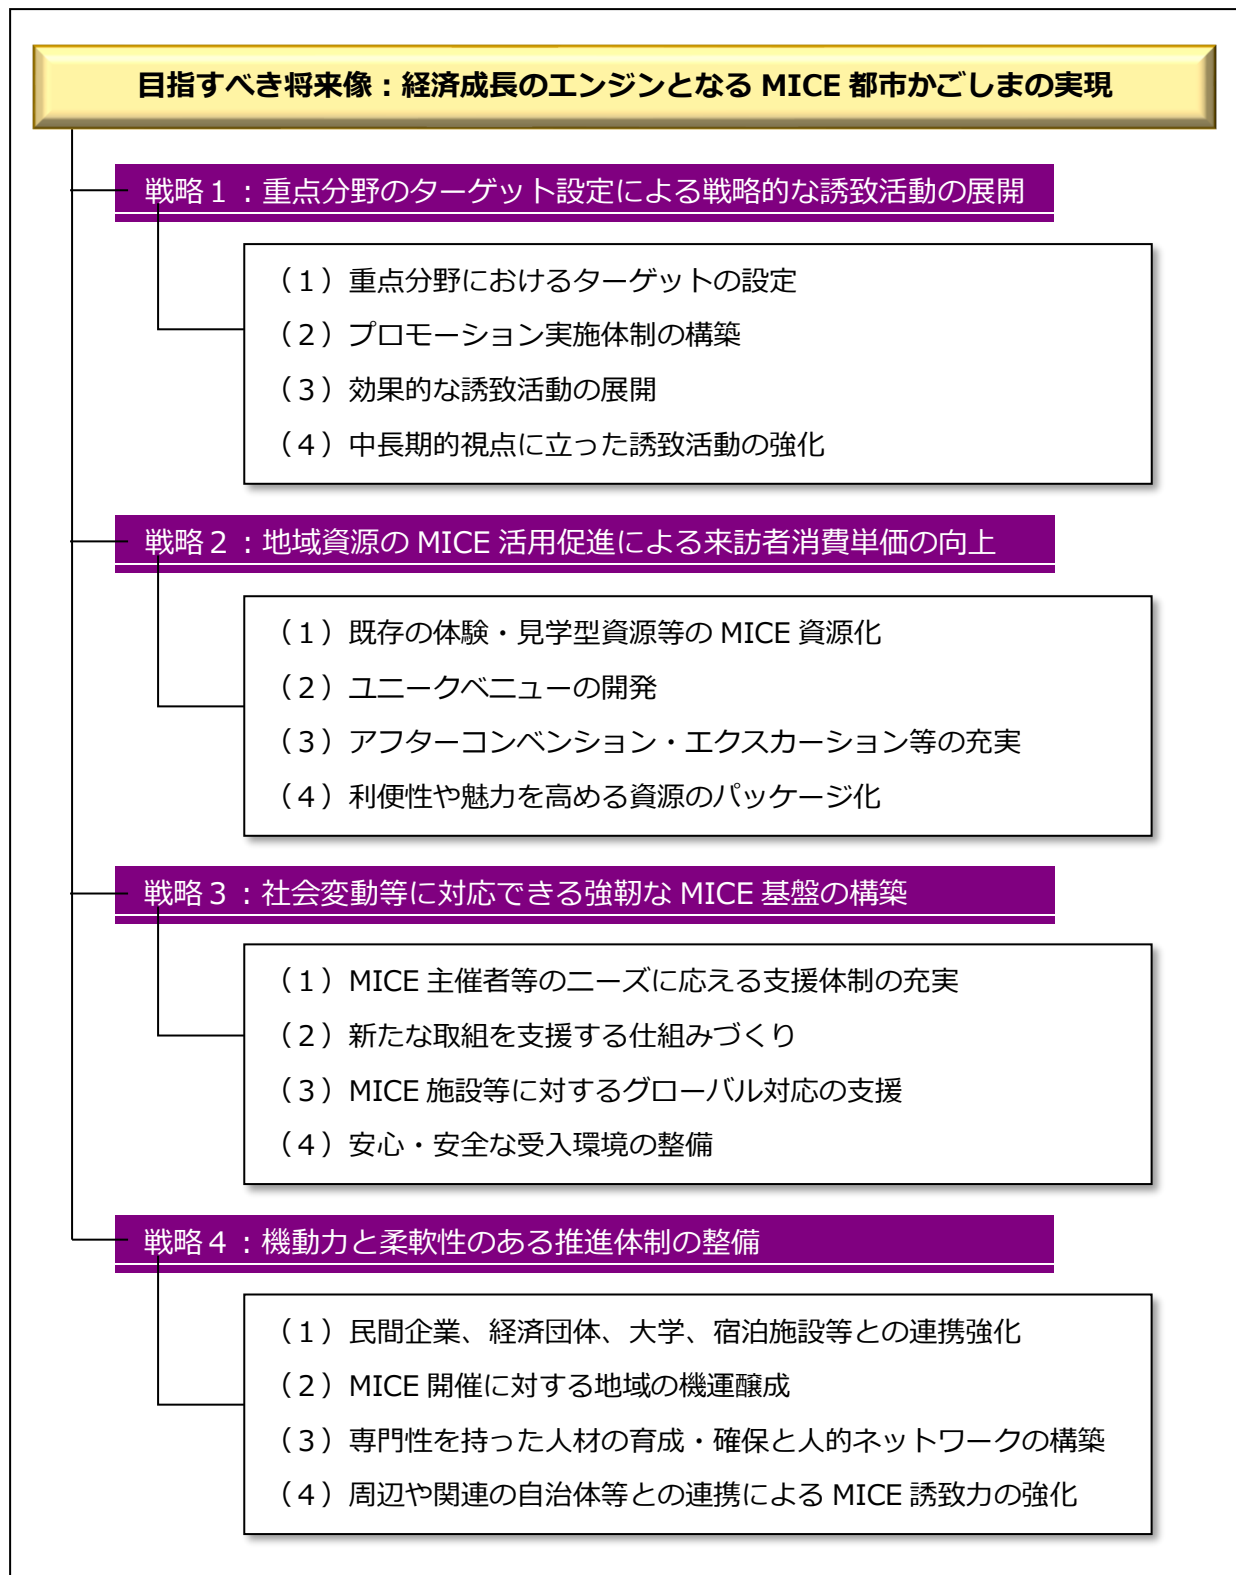 目指すべき将来像：経済成長のエンジンとなる MICE 都市かごしまの実現
戦略１：重点分野のターゲット設定による戦略的な誘致活動の展開
（１）重点分野におけるターゲットの設定
（２）プロモーション実施体制の構築
（３）効果的な誘致活動の展開
（４）中長期的視点に立った誘致活動の強化
戦略２：地域資源の MICE 活用促進による来訪者消費単価の向上
（１）既存の体験・見学型資源等の MICE 資源化
（２）ユニークベニューの開発
（３）アフターコンベンション・エクスカーション等の充実
（４）利便性や魅力を高める資源のパッケージ化
戦略３：社会変動等に対応できる強靭な MICE 基盤の構築
（１）MICE 主催者等のニーズに応える支援体制の充実
（２）新たな取組を支援する仕組みづくり
（３）MICE 施設等に対するグローバル対応の支援
（４）安心・安全な受入環境の整備
戦略４：機動力と柔軟性のある推進体制の整備
（１）民間企業、経済団体、大学、宿泊施設等との連携強化
（２）MICE 開催に対する地域の機運醸成
（３）専門性を持った人材の育成・確保と人的ネットワークの構築
（４）周辺や関連の自治体等との連携による MICE 誘致力の強化